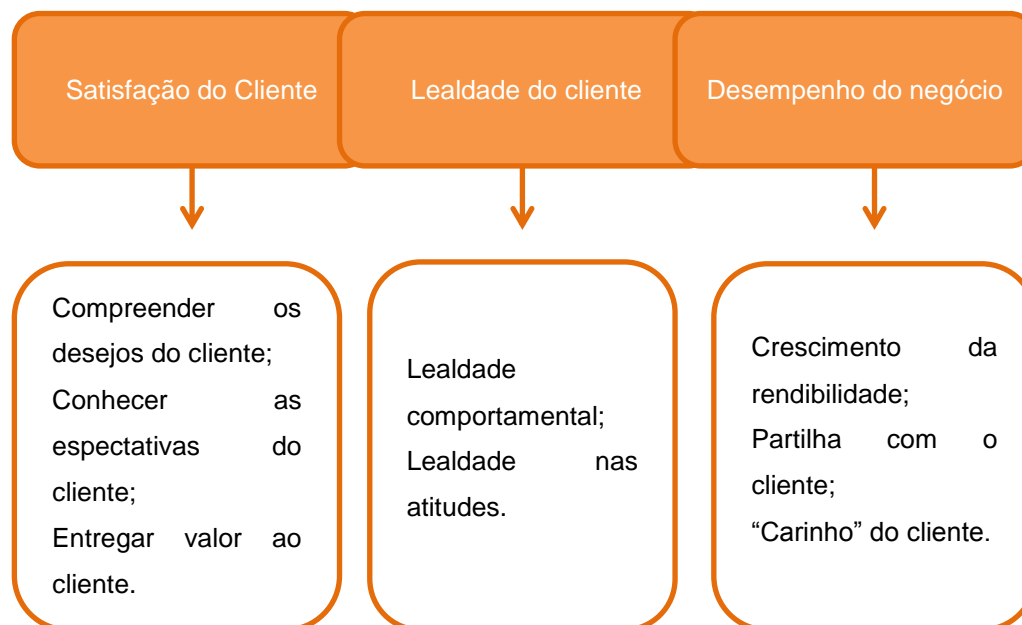 Satisfação do Cliente
Lealdade do cliente
Desempenho do negócio
Compreender os
desejos do cliente;
Conhecer as
espectativas do
cliente;
Entregar valor ao
cliente.
Lealdade
comportamental;
Lealdade nas
atitudes.
Crescimento da
rendibilidade;
Partilha com o
cliente;
“Carinho” do cliente.